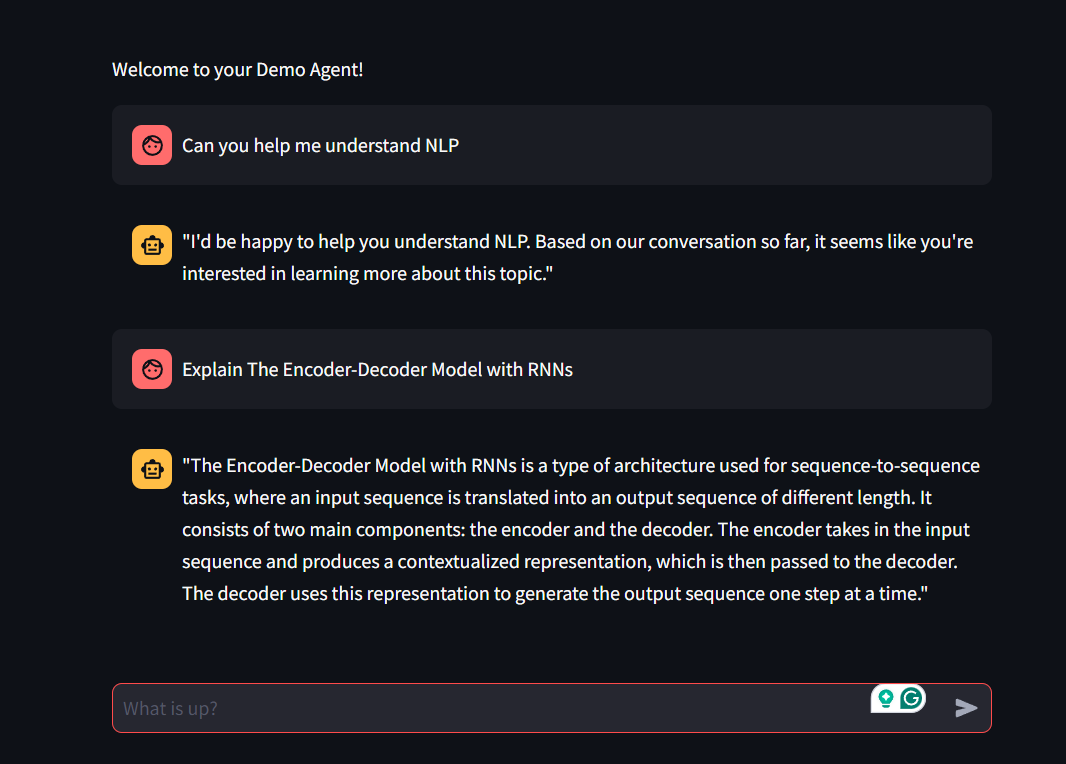 Welcome to your Demo Agent!
Can you help me understand NLP
"I'd be happy to help you understand NLP. Based on our conversation so far, it seems like you're
interested in learning more about this topic."
Explain The Encoder-Decoder Model with RNNs
"The Encoder-Decoder Model with RNNs is a type of architecture used for sequence-to-sequence
tasks, where an input sequence is translated into an output sequence of different length. It
consists of two main components: the encoder and the decoder. The encoder takes in the input
sequence and produces a contextualized representation, which is then passed to the decoder.
The decoder uses this representation to generate the output sequence one step at a time."
What is up?